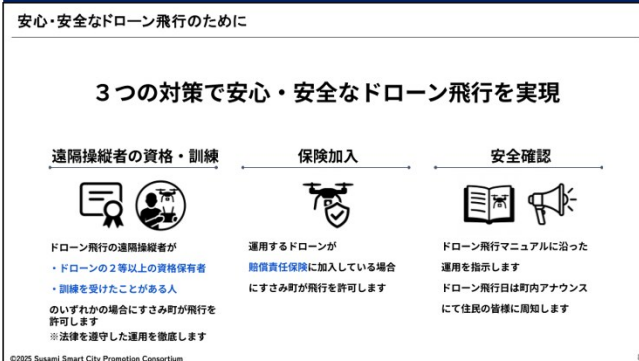 安心・安全なドローン飛行のために
３つの対策で安心・安全なドローン飛行を実現
遠隔操縦者の資格・訓練
ドローン飛行の遠隔操縦者が
・ドローンの２等以上の資格保有者
・訓練を受けたことがある人
のいずれかの場合にすさみ町が飛行を
許可します
※法律を遵守した運用を徹底します
保険加入
運用するドローンが
賠償責任保険に加入している場合
にすさみ町が飛行を許可します
安全確認
ドローン飛行マニュアルに沿った
運用を指示します
ドローン飛行日は町内アナウンス
にて住民の皆様に周知します
©2025 Susami Smart City Promotion Consortium